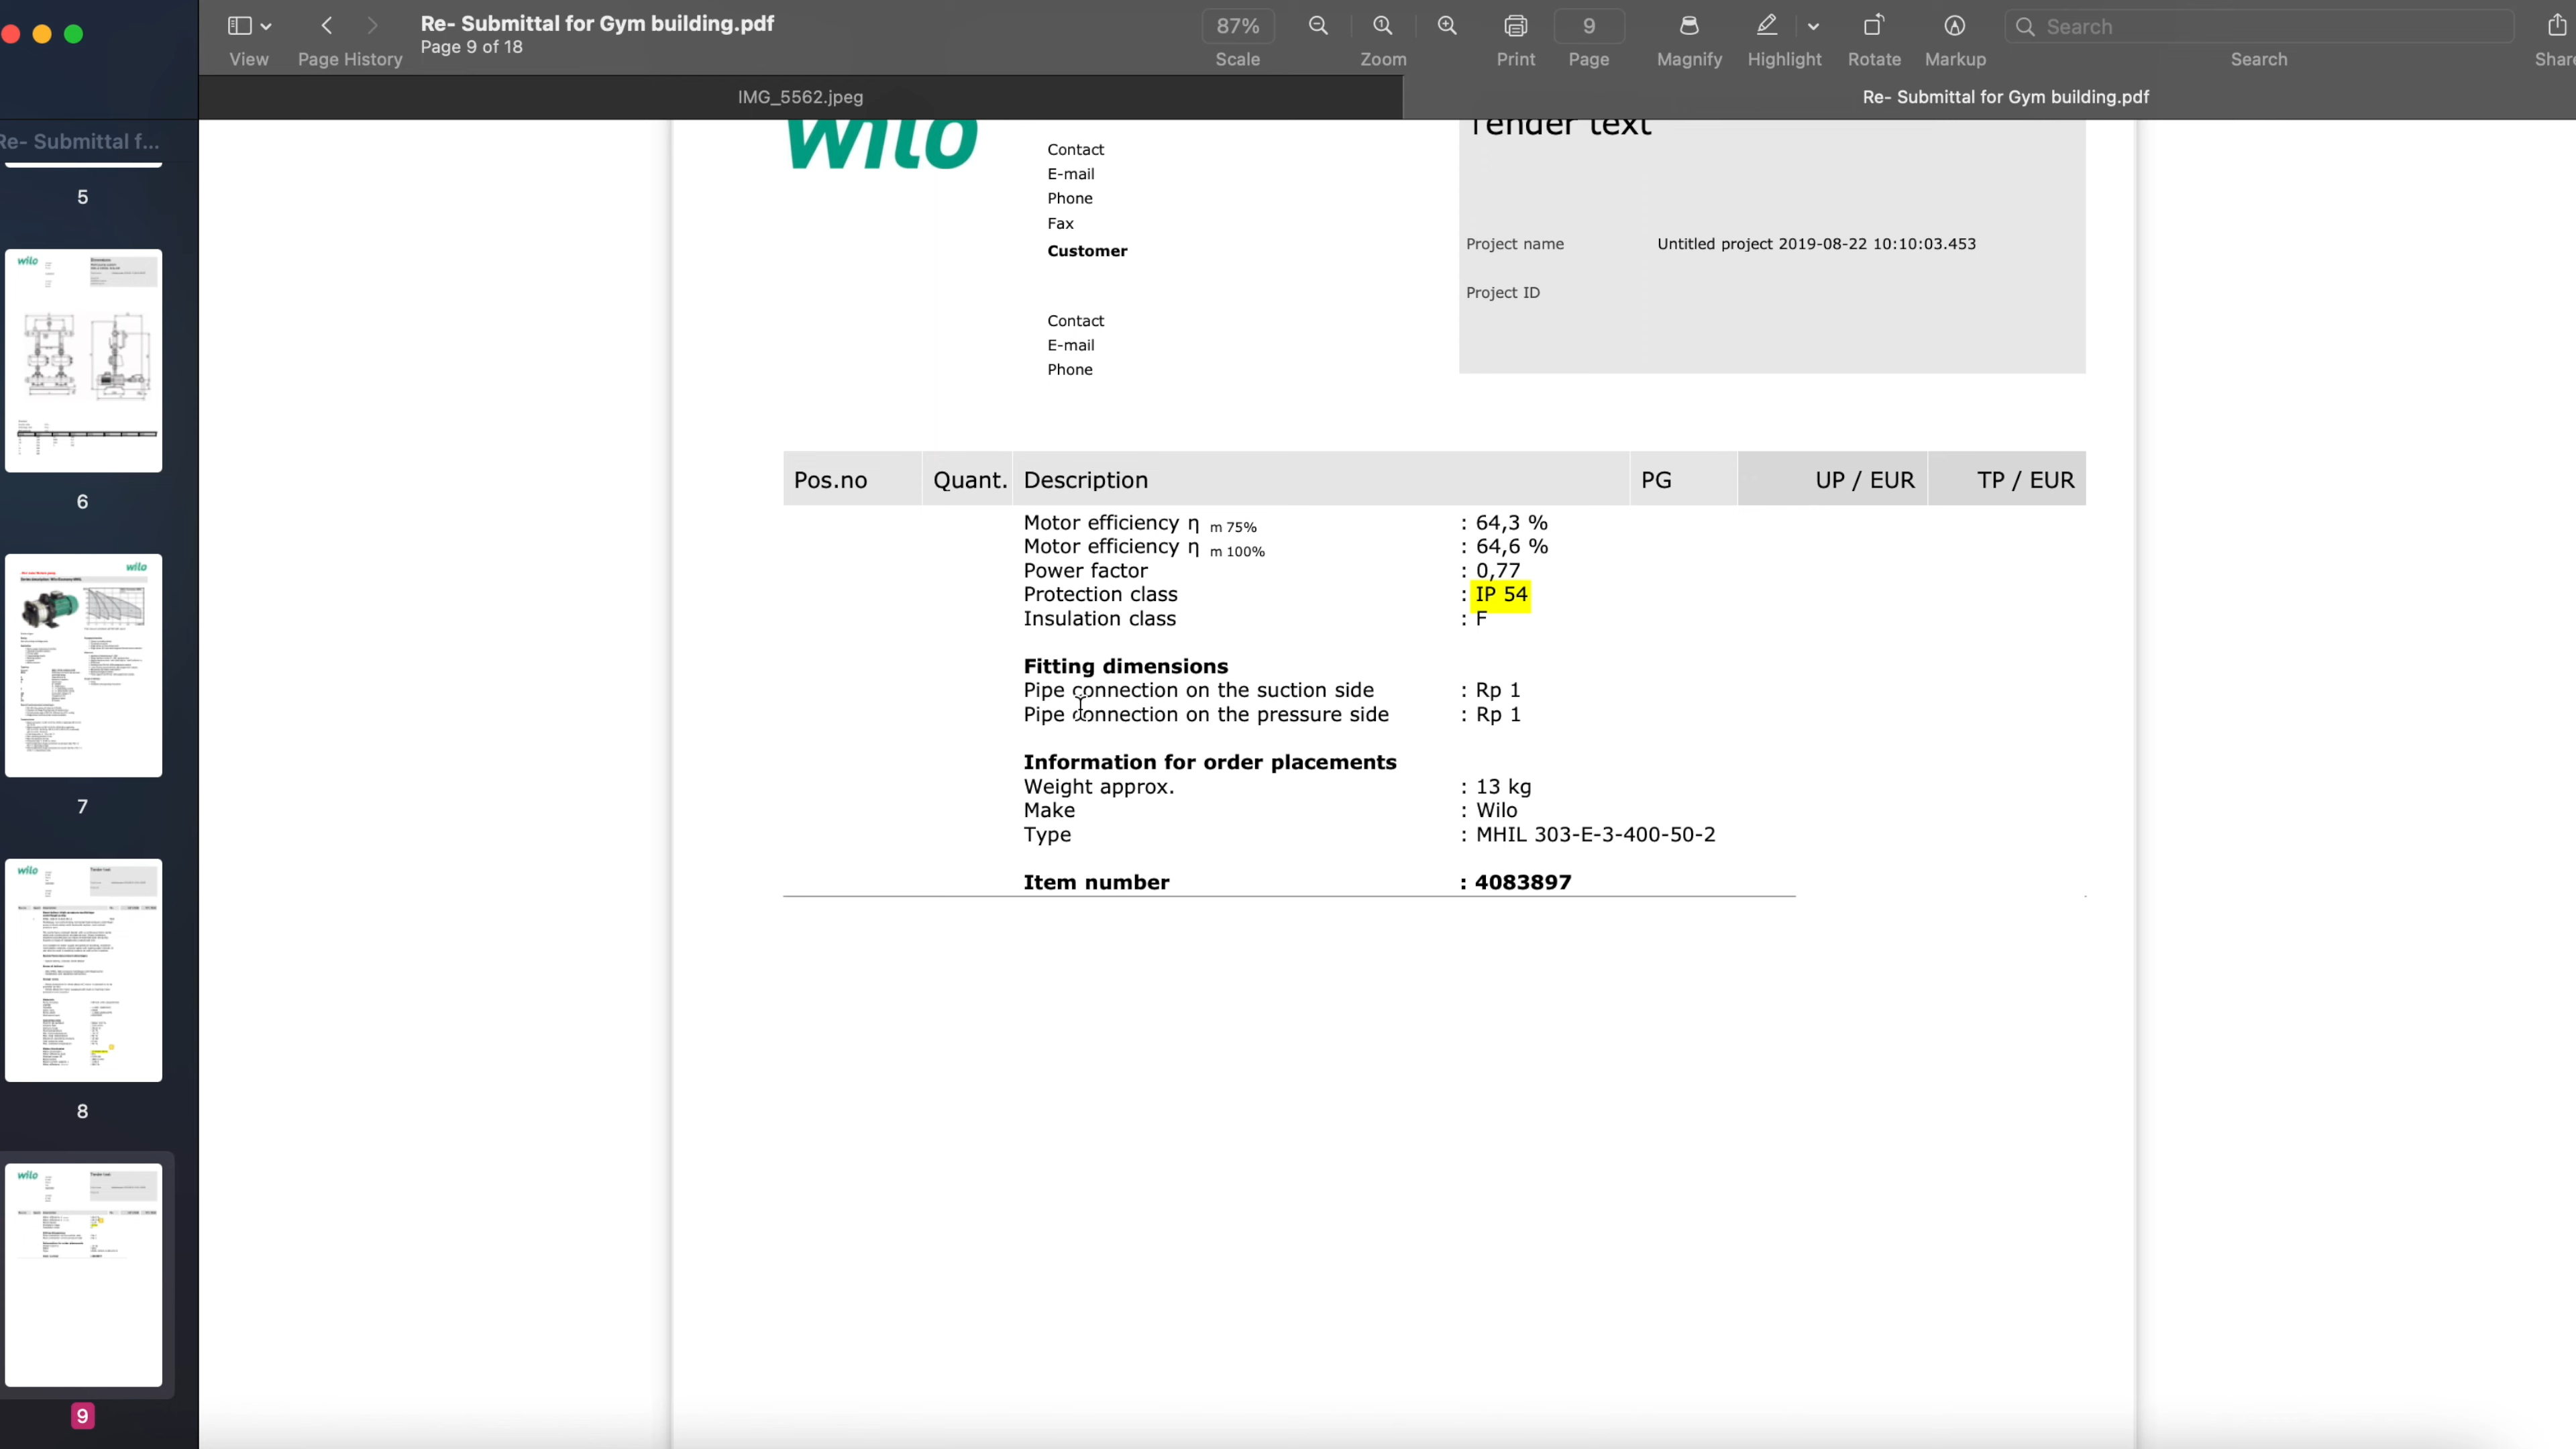 Re- Submittal for Gym building.pdf
Page 9 of 18
View
Page History
87%
Scale
Zoom
Print
9
Page
Magnify
Highlight
Rotate
Markup
Search
Search
Shar
IMG_5562.jpeg
Re- Submittal for Gym building.pdf
Re- Submittal f...
5
6
7
8
9
wilo
Tender text
Contact
E-mail
Phone
Fax
Customer
Contact
E-mail
Phone
Project name Untitled project 2019-08-22 10:10:03.453
Project ID
Pos.no Quant. Description PG UP / EUR TP / EUR
Motor efficiency η m 75% : 64,3 %
Motor efficiency η m 100% : 64,6 %
Power factor : 0,77
Protection class : IP 54
Insulation class : F
Fitting dimensions
Pipe connection on the suction side : Rp 1
Pipe connection on the pressure side : Rp 1
Information for order placements
Weight approx. : 13 kg
Make : Wilo
Type : MHIL 303-E-3-400-50-2
Item number : 4083897